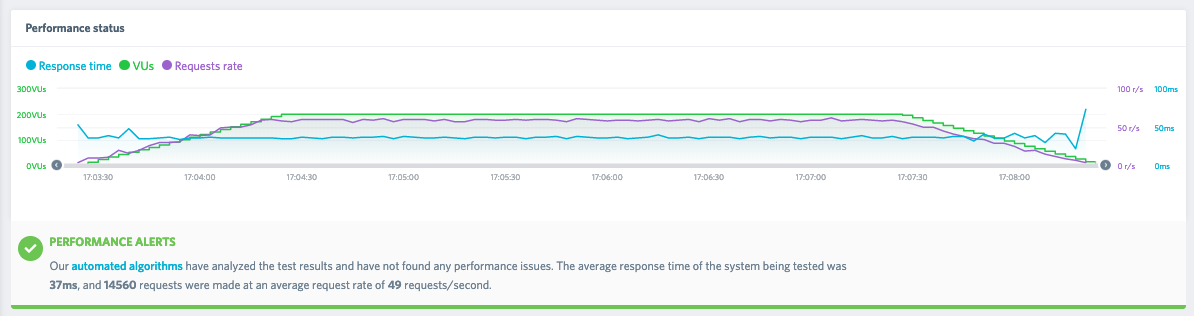 Performance status
Response time VUs Requests rate
300VUs 100 r/s 100ms
200VUs
100VUs 50 r/s 50ms
0VUs 0 r/s 0ms
17:03:30 17:04:00 17:04:30 17:05:00 17:05:30 17:06:00 17:06:30 17:07:00 17:07:30 17:08:00
PERFORMANCE ALERTS
Our automated algorithms have analyzed the test results and have not found any performance issues. The average response time of the system being tested was
37ms, and 14560 requests were made at an average request rate of 49 requests/second.